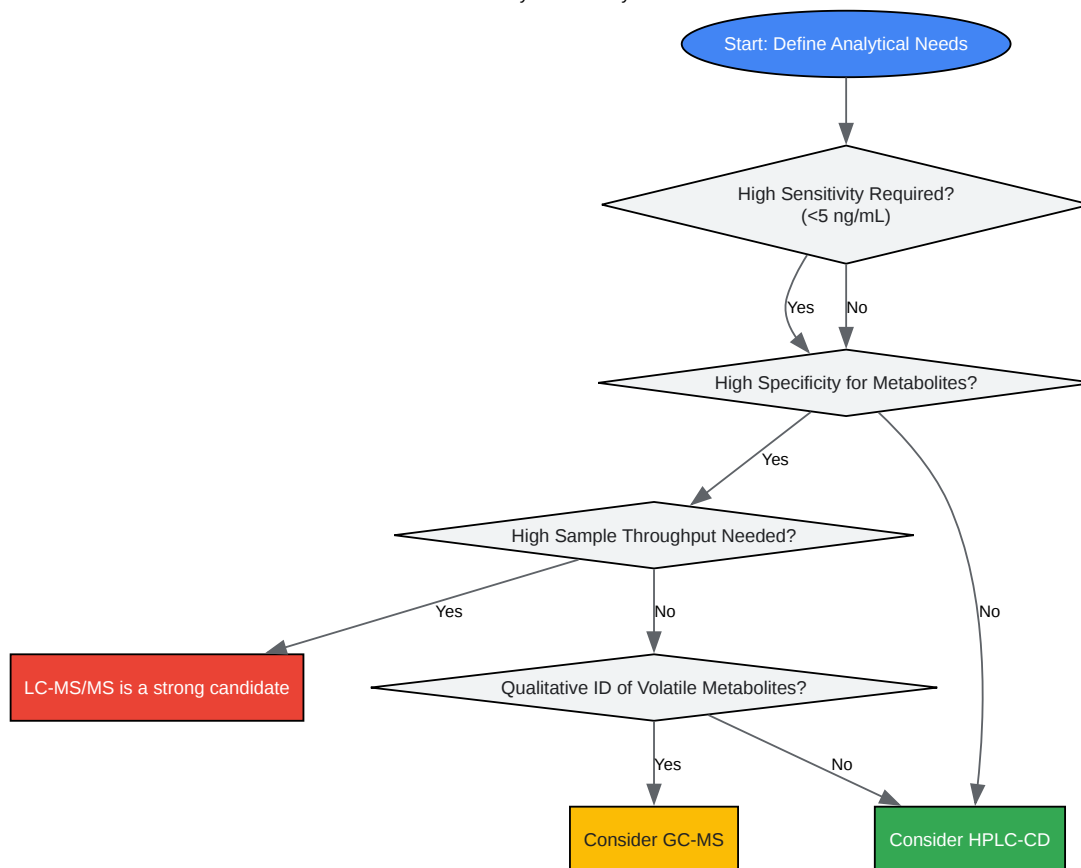 Start: Define Analytical Needs
High Sensitivity Required?
(<5 ng/mL)
Yes
No
High Specificity for Metabolites?
Yes
High Sample Throughput Needed?
Yes
No
No
LC-MS/MS is a strong candidate
Qualitative ID of Volatile Metabolites?
Yes
No
Consider GC-MS
Consider HPLC-CD